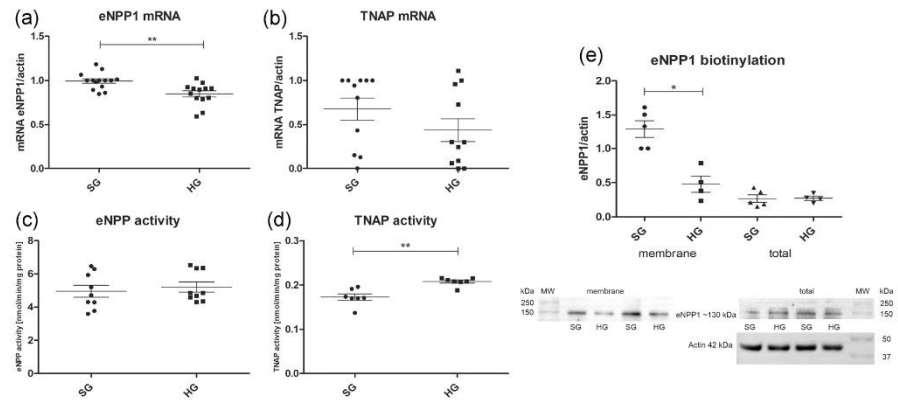 (a)
eNPP1 mRNA
**
mRNA eNPP1/actin
1.5
1.0
0.5
0.0
SG
HG
(b)
TNAP mRNA
mRNA TNAP/actin
1.5
1.0
0.5
0.0
SG
HG
(c)
eNPP activity
eNPP activity [nmol/min/mg protein]
8
6
4
2
0
SG
HG
(d)
TNAP activity
**
TNAP activity [nmol/min/mg protein]
0.3
0.2
0.1
0.0
SG
HG
(e)
eNPP1 biotinylation
*
eNPP1/actin
2.0
1.5
1.0
0.5
0.0
SG
HG
SG
HG
membrane
total
kDa
MW
membrane
250
150
SG
HG
SG
HG
eNPP1 ~130 kDa
total
MW
kDa
250
150
SG
HG
SG
HG
Actin 42 kDa
50
37